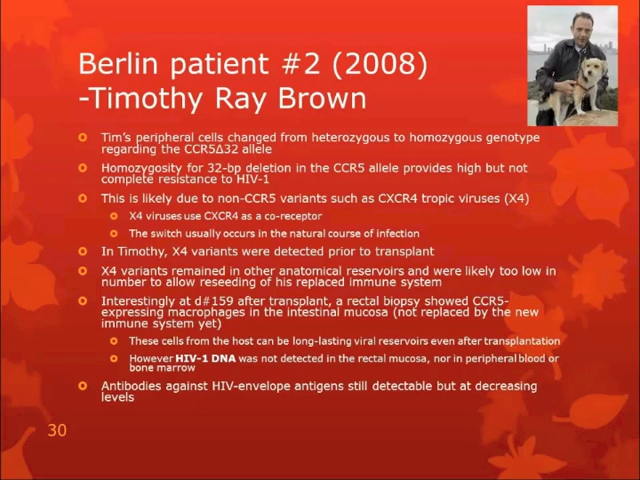 Berlin patient #2 (2008)
-Timothy Ray Brown
Tim's peripheral cells changed from heterozygous to homozygous genotype
regarding the CCR5Δ32 allele
Homozygosity for 32-bp deletion in the CCR5 allele provides high but not
complete resistance to HIV-1
This is likely due to non-CCR5 variants such as CXCR4 tropic viruses (X4)
X4 viruses use CXCR4 as a co-receptor
The switch usually occurs in the natural course of infection
In Timothy, X4 variants were detected prior to transplant
X4 variants remained in other anatomical reservoirs and were likely too low in
number to allow reseeding of his replaced immune system
Interestingly at d#159 after transplant, a rectal biopsy showed CCR5-
expressing macrophages in the intestinal mucosa (not replaced by the new
immune system yet)
These cells from the host can be long-lasting viral reservoirs even after transplantation
However HIV-1 DNA was not detected in the rectal mucosa, nor in peripheral blood or
bone marrow
Antibodies against HIV-envelope antigens still detectable but at decreasing
levels
30